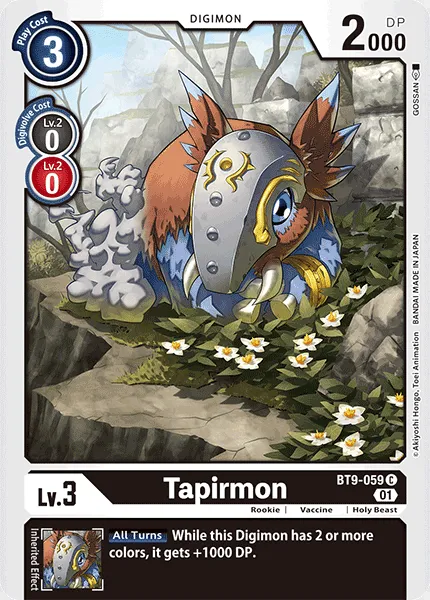 Play Cost
3
DIGIMON
2000
DP
Digivolve Cost
Lv.2
0
Lv.2
0
GOSSAN
©Akiyoshi Hongo, Toei Animation BANDAI MADE IN JAPAN
Lv.3
Tapirmon
BT9-059 C
01
Rookie | Vaccine | Holy Beast
Inherited Effect
All Turns While this Digimon has 2 or more
colors, it gets +1000 DP.